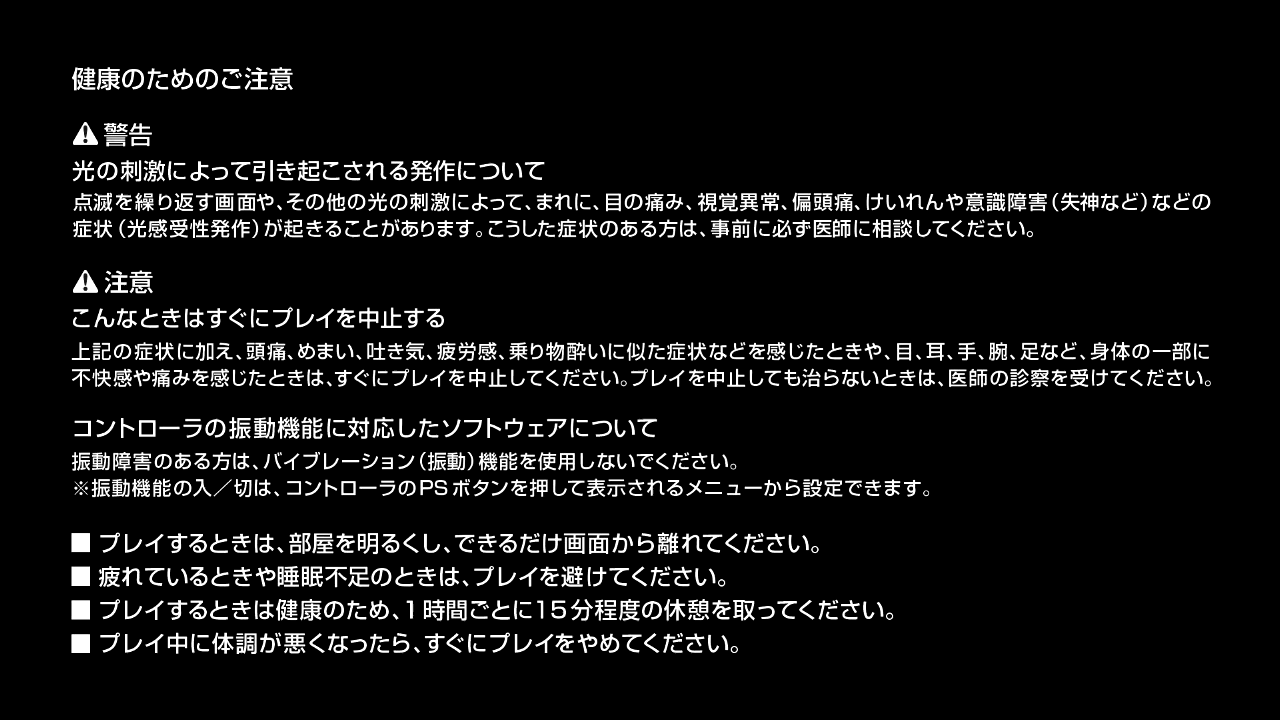 健康のためのご注意
警告
光の刺激によって引き起こされる発作について
点滅を繰り返す画面や、その他の光の刺激によって、まれに、目の痛み、視覚異常、偏頭痛、けいれんや意識障害（失神など）などの
症状（光感受性発作）が起きることがあります。こうした症状のある方は、事前に必ず医師に相談してください。
注意
こんなときはすぐにプレイを中止する
上記の症状に加え、頭痛、めまい、吐き気、疲労感、乗り物酔いに似た症状などを感じたときや、目、耳、手、腕、足など、身体の一部に
不快感や痛みを感じたときは、すぐにプレイを中止してください。プレイを中止しても治らないときは、医師の診察を受けてください。
コントローラの振動機能に対応したソフトウェアについて
振動障害のある方は、バイブレーション（振動）機能を使用しないでください。
※振動機能の入／切は、コントローラのPSボタンを押して表示されるメニューから設定できます。
■ プレイするときは、部屋を明るくし、できるだけ画面から離れてください。
■ 疲れているときや睡眠不足のときは、プレイを避けてください。
■ プレイするときは健康のため、1時間ごとに15分程度の休憩を取ってください。
■ プレイ中に体調が悪くなったら、すぐにプレイをやめてください。